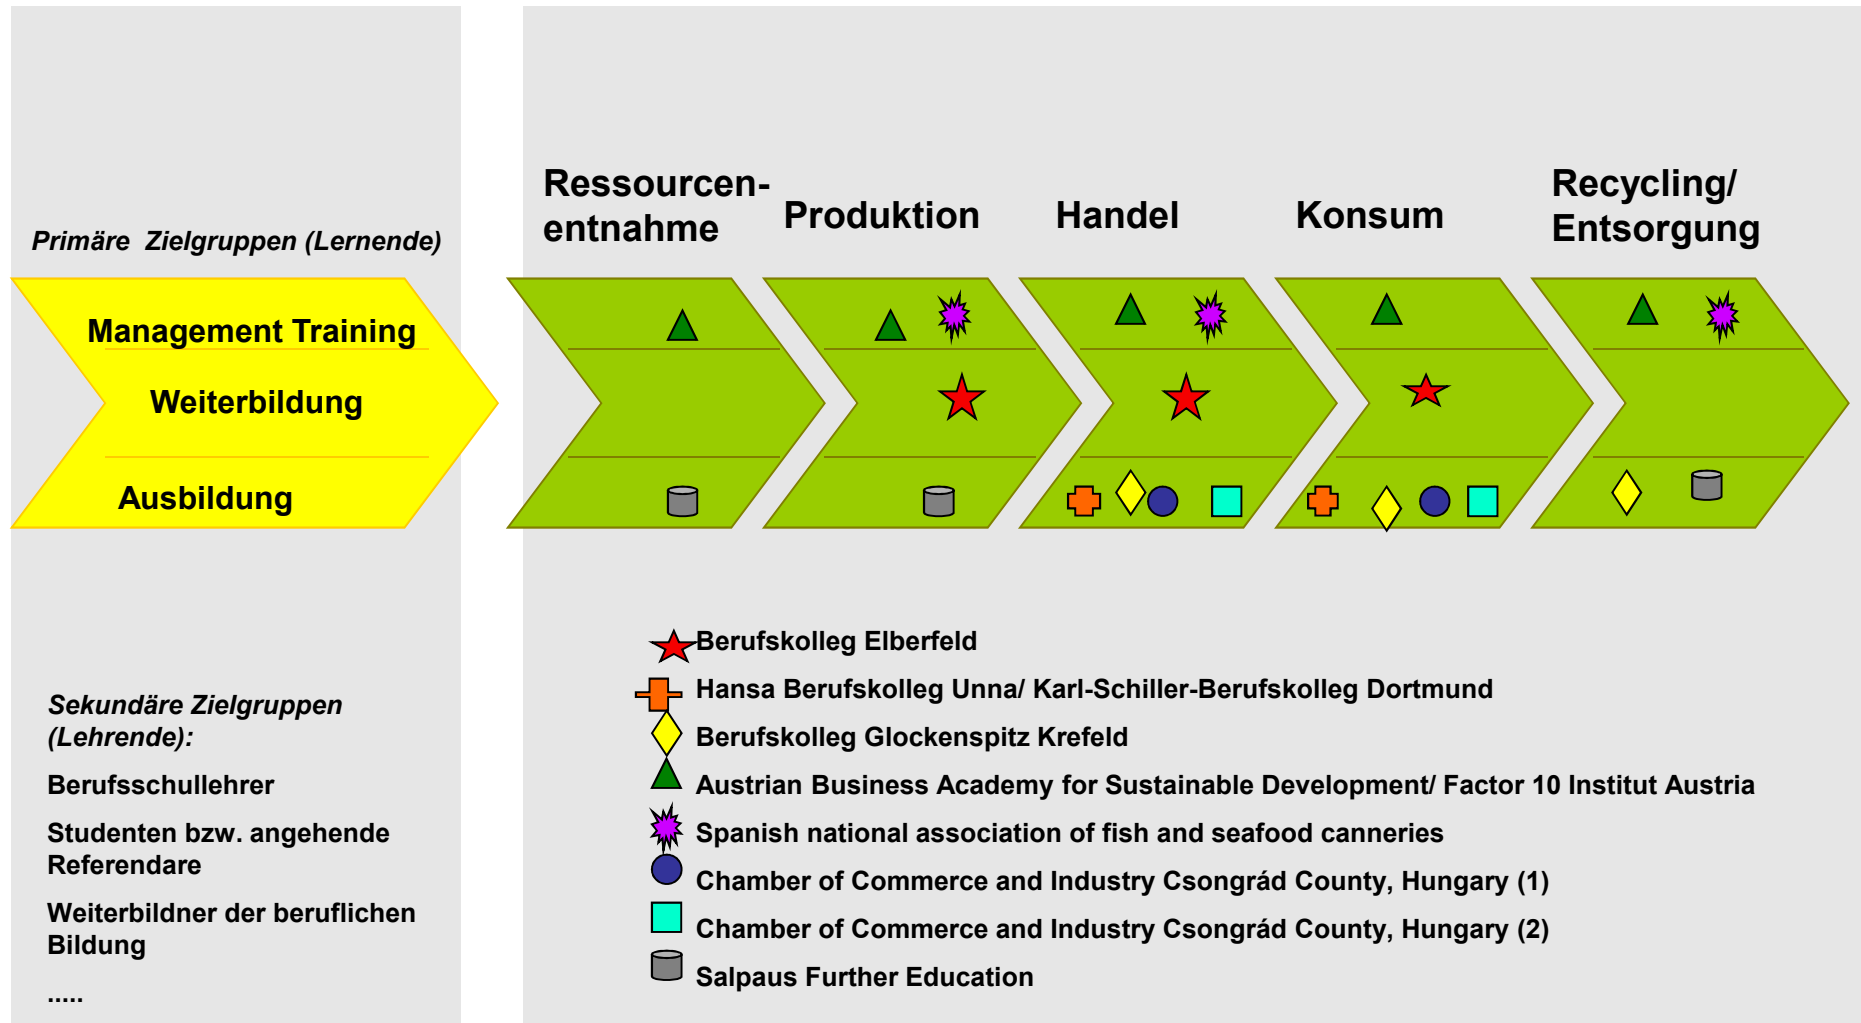 Primäre Zielgruppen (Lernende)
Management Training
Weiterbildung
Ausbildung
Sekundäre Zielgruppen
(Lehrende):
Berufsschullehrer
Studenten bzw. angehende
Referendare
Weiterbildner der beruflichen
Bildung
.....
Ressourcen-
entnahme
Produktion
Handel
Konsum
Recycling/
Entsorgung
Berufskolleg Elberfeld
Hansa Berufskolleg Unna/ Karl-Schiller-Berufskolleg Dortmund
Berufskolleg Glockenspitz Krefeld
Austrian Business Academy for Sustainable Development/ Factor 10 Institut Austria
Spanish national association of fish and seafood canneries
Chamber of Commerce and Industry Csongrád County, Hungary (1)
Chamber of Commerce and Industry Csongrád County, Hungary (2)
Salpaus Further Education